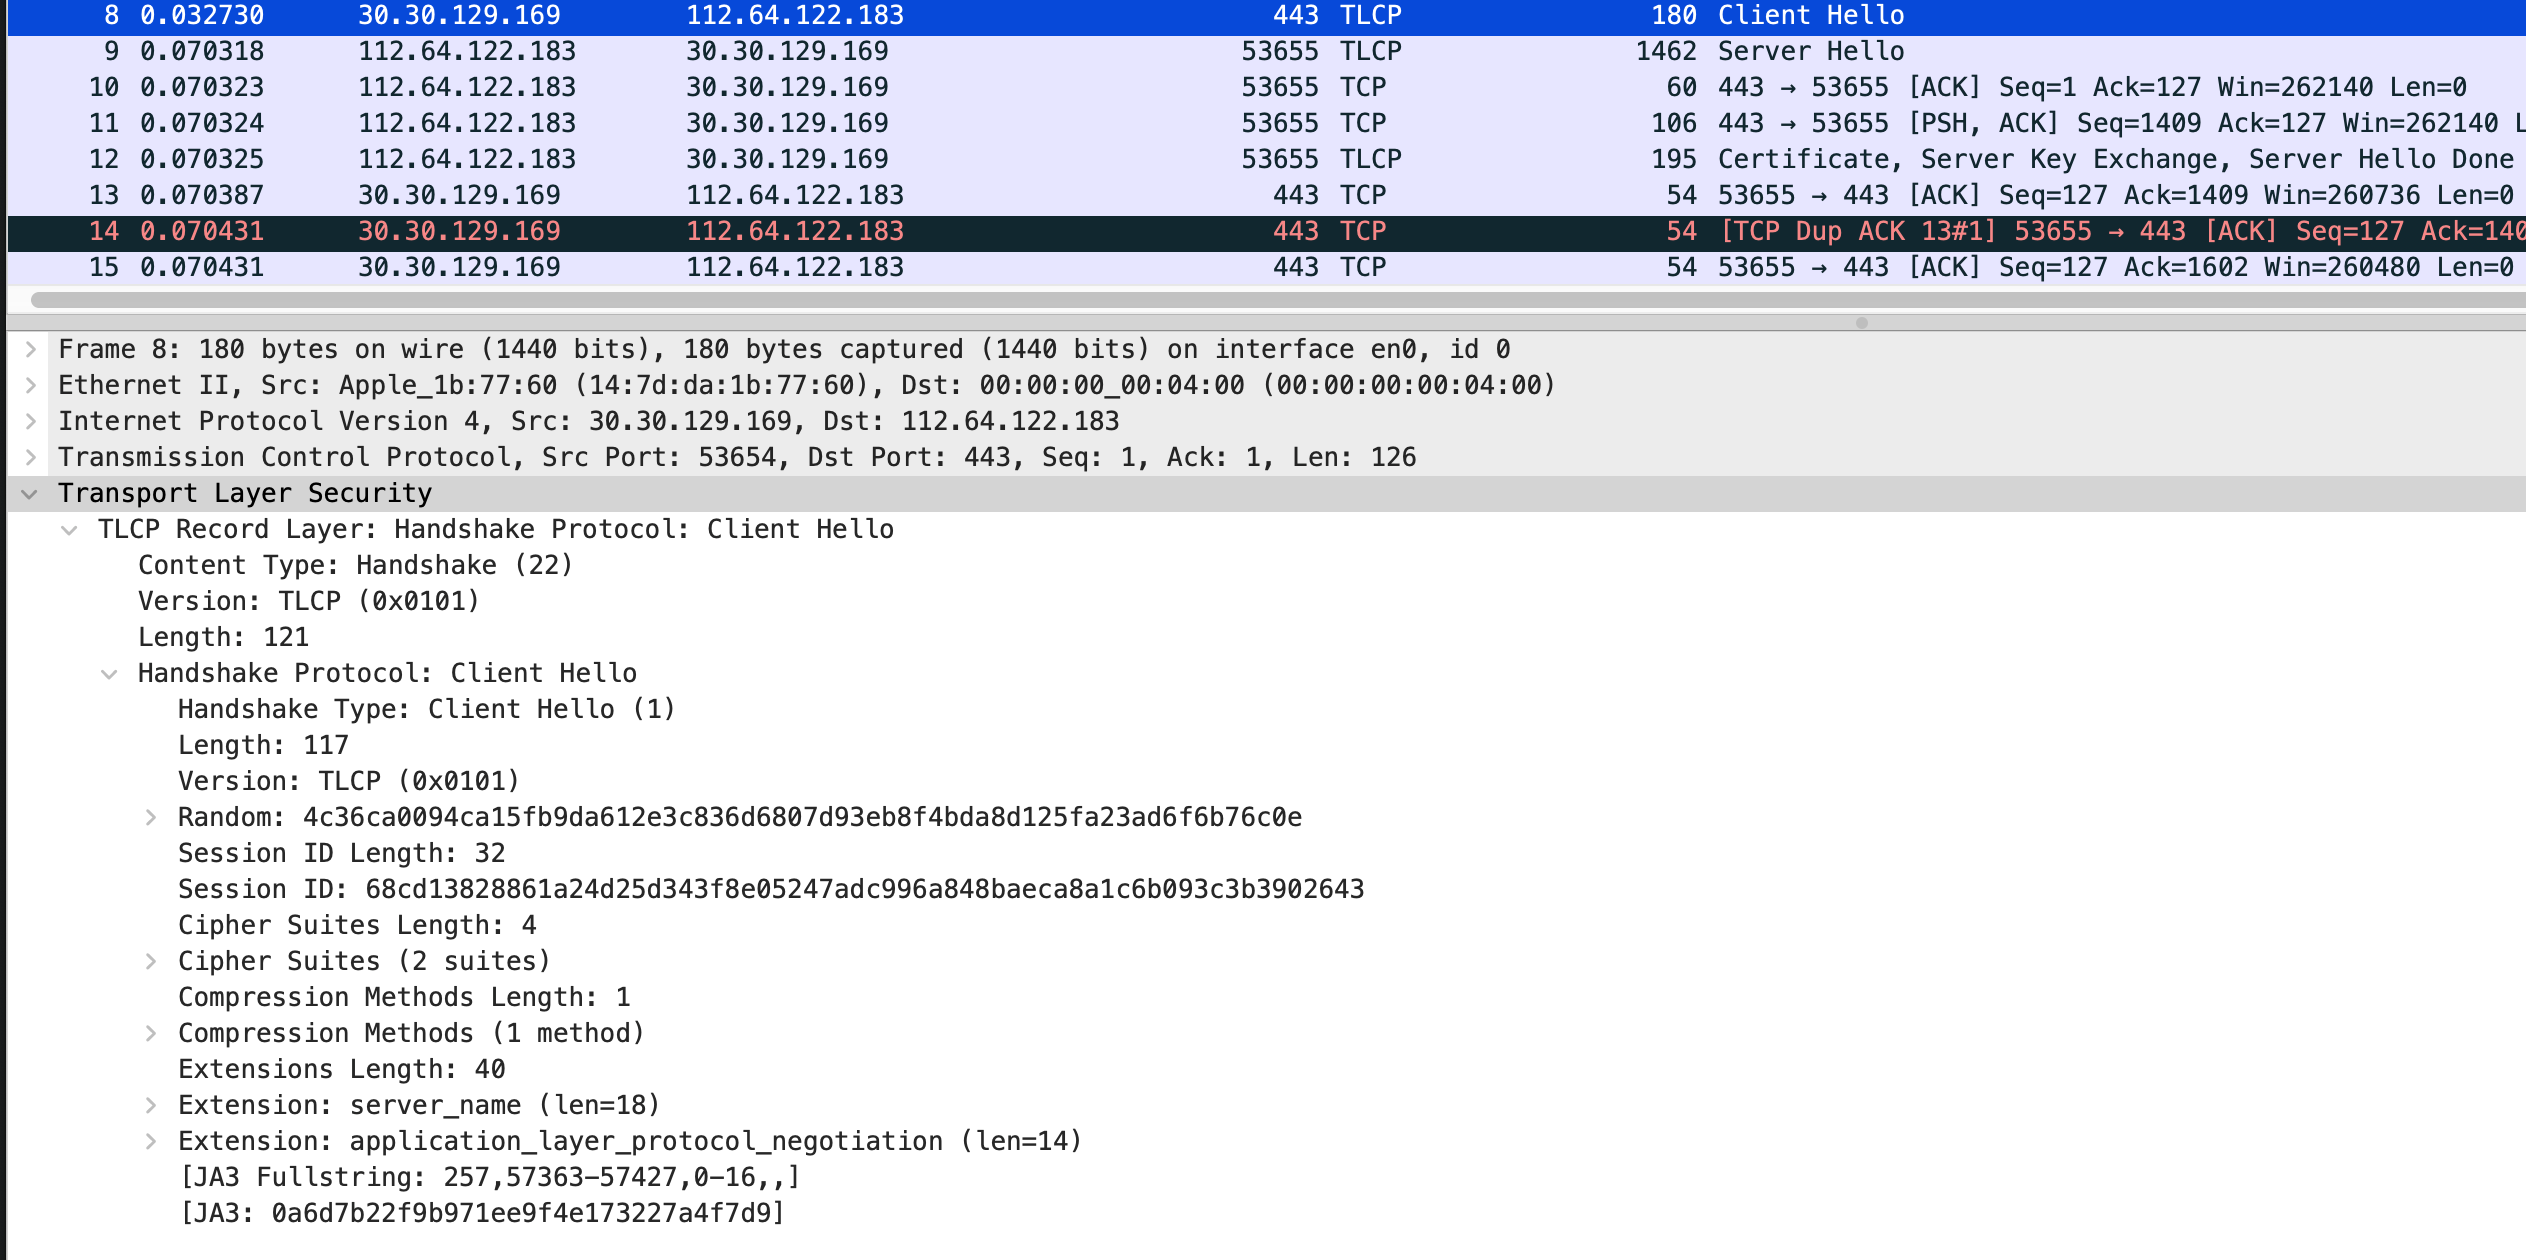 8 0.032730 30.30.129.169 112.64.122.183 443 TLCP 180 Client Hello
9 0.070318 112.64.122.183 30.30.129.169 53655 TLCP 1462 Server Hello
10 0.070323 112.64.122.183 30.30.129.169 53655 TCP 60 443 → 53655 [ACK] Seq=1 Ack=127 Win=262140 Len=0
11 0.070324 112.64.122.183 30.30.129.169 53655 TCP 106 443 → 53655 [PSH, ACK] Seq=1409 Ack=127 Win=262140 L
12 0.070325 112.64.122.183 30.30.129.169 53655 TLCP 195 Certificate, Server Key Exchange, Server Hello Done
13 0.070387 30.30.129.169 112.64.122.183 443 TCP 54 53655 → 443 [ACK] Seq=127 Ack=1409 Win=260736 Len=0
14 0.070431 30.30.129.169 112.64.122.183 443 TCP 54 [TCP Dup ACK 13#1] 53655 → 443 [ACK] Seq=127 Ack=140
15 0.070431 30.30.129.169 112.64.122.183 443 TCP 54 53655 → 443 [ACK] Seq=127 Ack=1602 Win=260480 Len=0
Frame 8: 180 bytes on wire (1440 bits), 180 bytes captured (1440 bits) on interface en0, id 0
Ethernet II, Src: Apple_1b:77:60 (14:7d:da:1b:77:60), Dst: 00:00:00_00:04:00 (00:00:00:00:04:00)
Internet Protocol Version 4, Src: 30.30.129.169, Dst: 112.64.122.183
Transmission Control Protocol, Src Port: 53654, Dst Port: 443, Seq: 1, Ack: 1, Len: 126
Transport Layer Security
TLCP Record Layer: Handshake Protocol: Client Hello
Content Type: Handshake (22)
Version: TLCP (0x0101)
Length: 121
Handshake Protocol: Client Hello
Handshake Type: Client Hello (1)
Length: 117
Version: TLCP (0x0101)
Random: 4c36ca0094ca15fb9da612e3c836d6807d93eb8f4bda8d125fa23ad6f6b76c0e
Session ID Length: 32
Session ID: 68cd13828861a24d25d343f8e05247adc996a848baeca8a1c6b093c3b3902643
Cipher Suites Length: 4
Cipher Suites (2 suites)
Compression Methods Length: 1
Compression Methods (1 method)
Extensions Length: 40
Extension: server_name (len=18)
Extension: application_layer_protocol_negotiation (len=14)
[JA3 Fullstring: 257,57363-57427,0-16,,]
[JA3: 0a6d7b22f9b971ee9f4e173227a4f7d9]